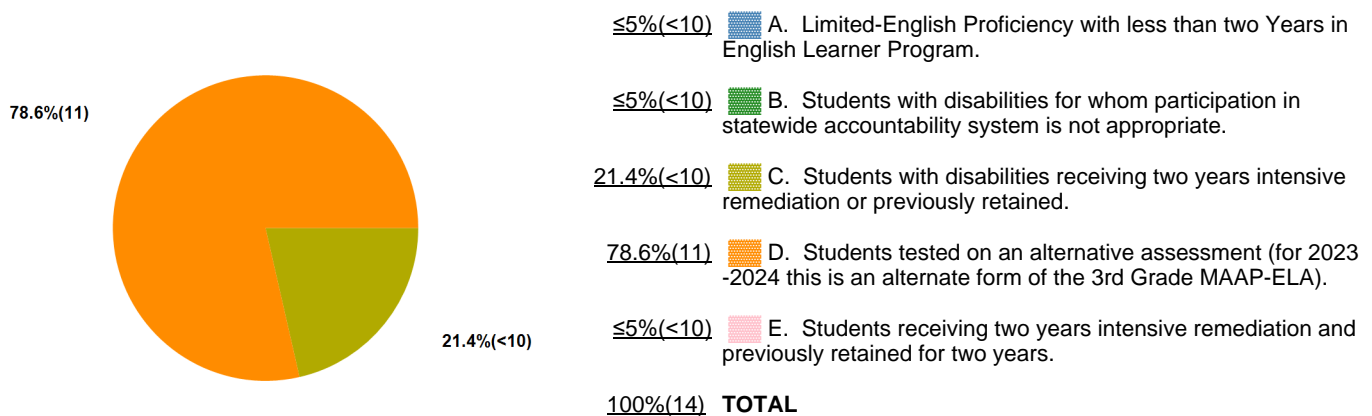 78.6%(11)
21.4%(<10)
≤5%(<10) A. Limited-English Proficiency with less than two Years in
English Learner Program.
≤5%(<10) B. Students with disabilities for whom participation in
statewide accountability system is not appropriate.
21.4%(<10) C. Students with disabilities receiving two years intensive
remediation or previously retained.
78.6%(11) D. Students tested on an alternative assessment (for 2023
-2024 this is an alternate form of the 3rd Grade MAAP-ELA).
≤5%(<10) E. Students receiving two years intensive remediation and
previously retained for two years.
100%(14) TOTAL